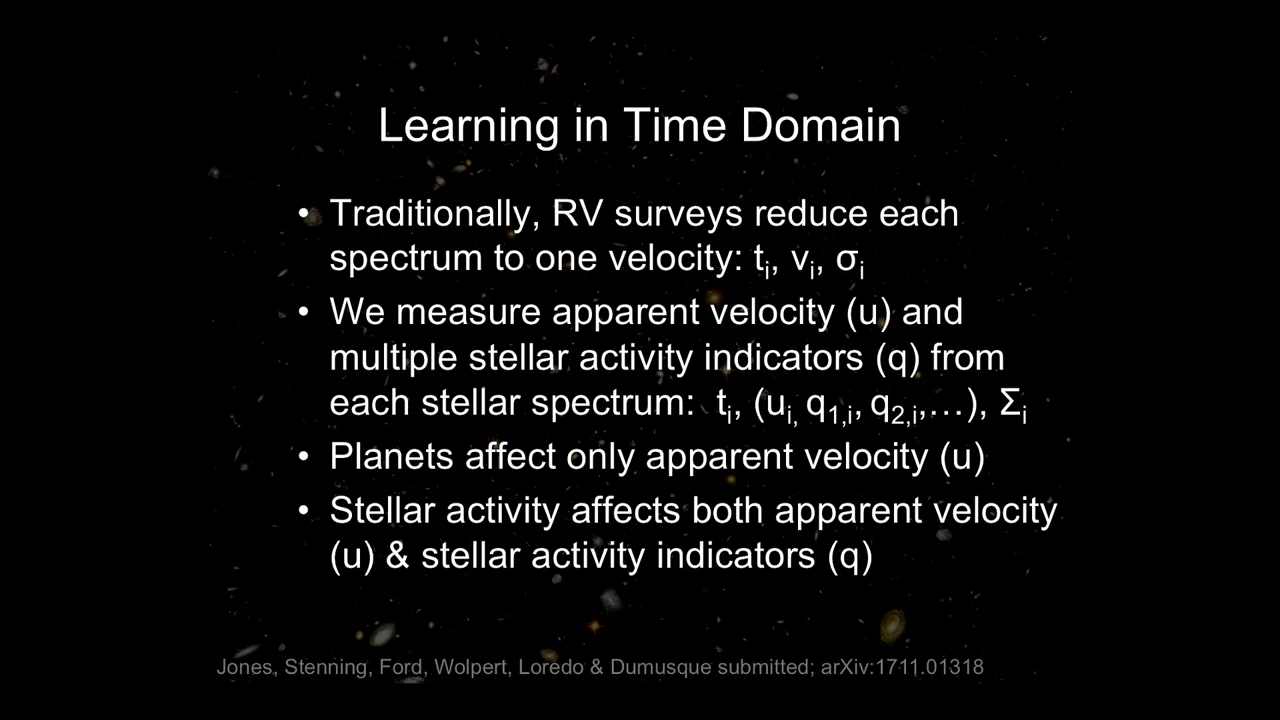 Learning in Time Domain
• Traditionally, RV surveys reduce each
spectrum to one velocity: tᵢ, vᵢ, σᵢ
• We measure apparent velocity (u) and
multiple stellar activity indicators (q) from
each stellar spectrum: tᵢ, (uᵢ, q₁,ᵢ, q₂,ᵢ,…), Σᵢ
• Planets affect only apparent velocity (u)
• Stellar activity affects both apparent velocity
(u) & stellar activity indicators (q)
Jones, Stenning, Ford, Wolpert, Loredo & Dumusque submitted; arXiv:1711.01318